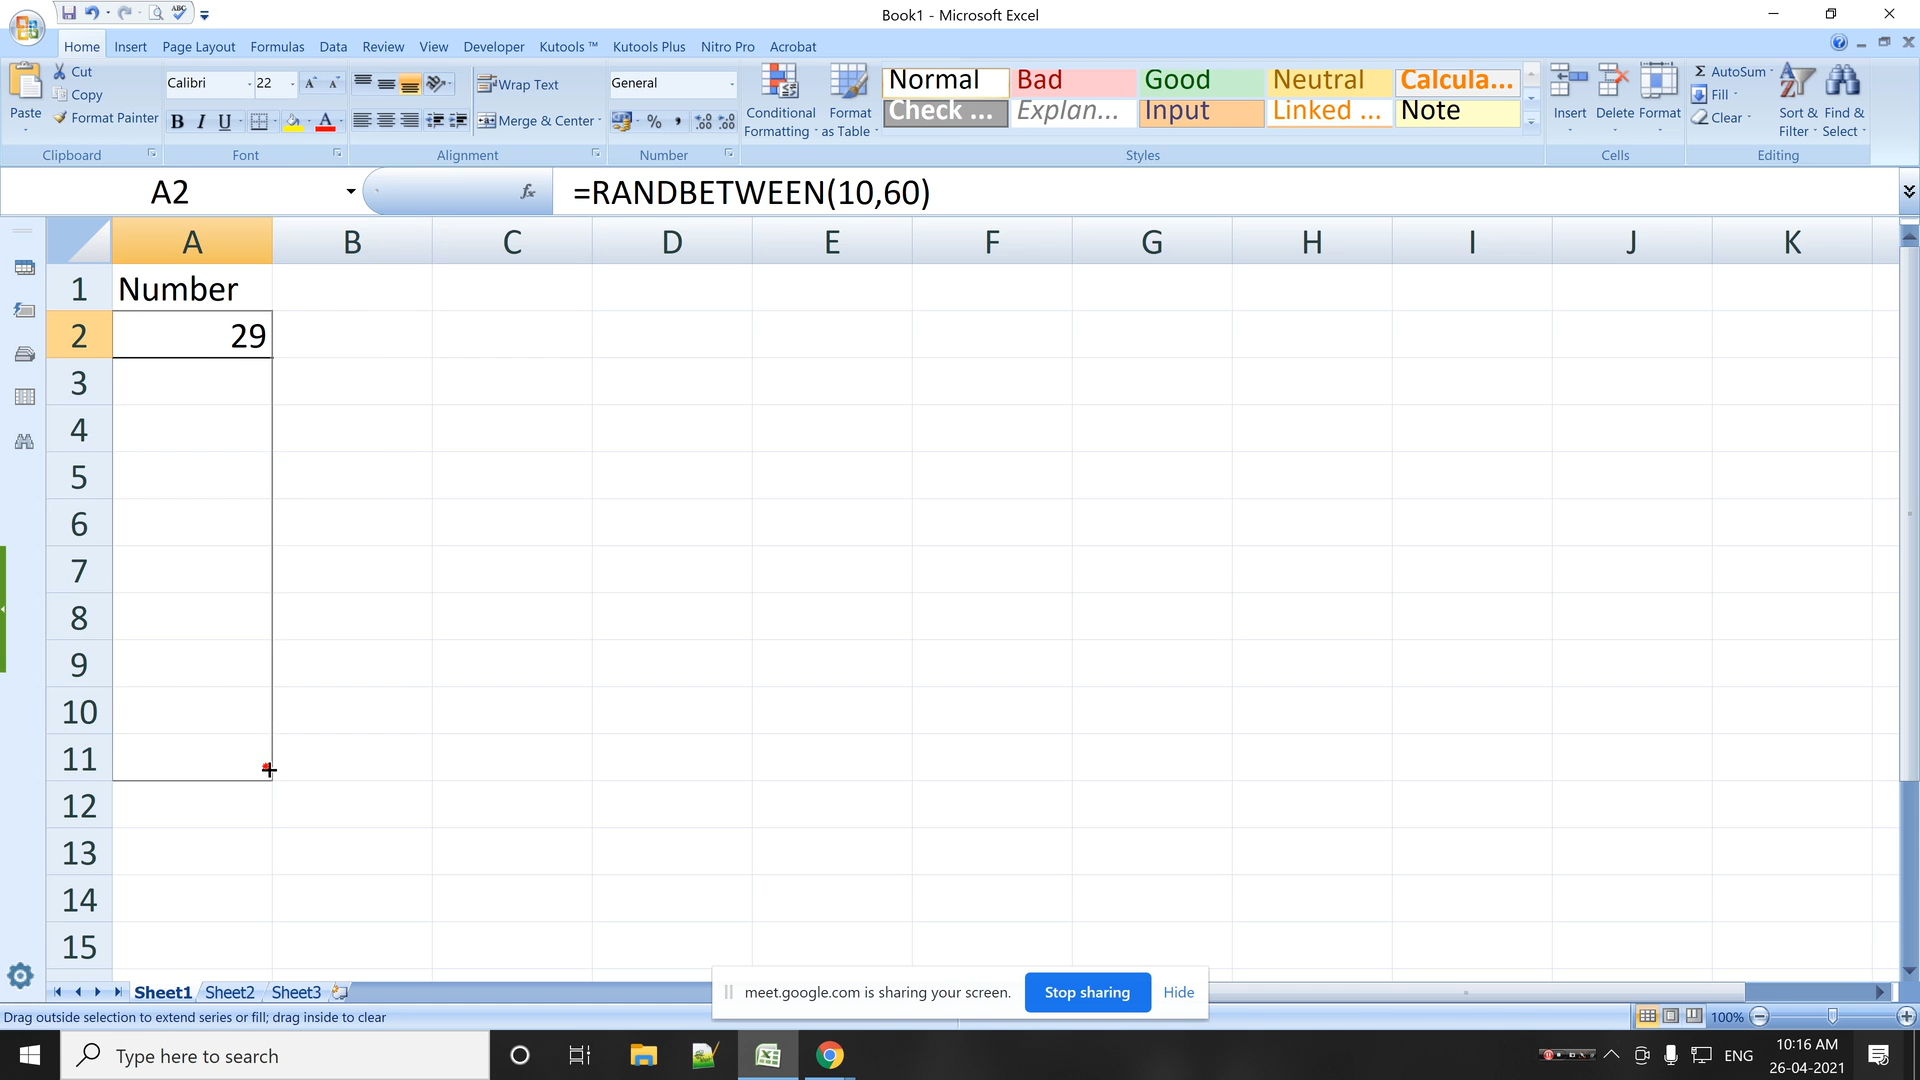 Book1 - Microsoft Excel
Home Insert Page Layout Formulas Data Review View Developer Kutools ™ Kutools Plus Nitro Pro Acrobat
Paste
Cut
Copy
Format Painter
Clipboard
Calibri 22
B I U
Font
Wrap Text
Merge & Center
Alignment
General
%
Number
Conditional Formatting
Format as Table
Normal Bad Good Neutral Calcula...
Check ... Explan... Input Linked ... Note
Styles
Insert Delete Format
Cells
Σ AutoSum
Fill
Clear
Sort & Filter
Find & Select
Editing
A2 fx =RANDBETWEEN(10,60)
A B C D E F G H I J K
1 Number
2 29
3
4
5
6
7
8
9
10
11
12
13
14
15
Sheet1 Sheet2 Sheet3
meet.google.com is sharing your screen. Stop sharing Hide
Drag outside selection to extend series or fill; drag inside to clear
100%
Type here to search
ENG
10:16 AM
26-04-2021